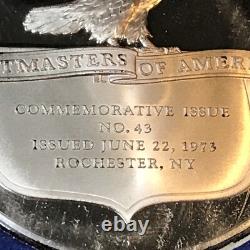 TMASTERS OF AMER
COMMEMORATIVE ISSUE
NO. 43
ISSUED JUNE 22, 1973
ROCHESTER, NY